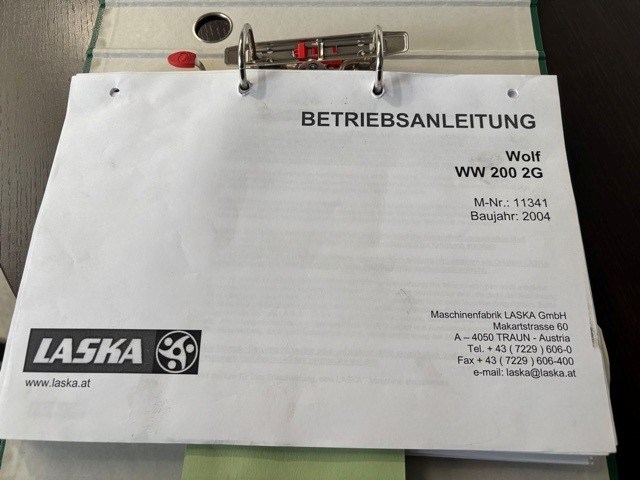 BETRIEBSANLEITUNG
Wolf
WW 200 2G
M-Nr.: 11341
Baujahr: 2004
Maschinenfabrik LASKA GmbH
Makartstrasse 60
A – 4050 TRAUN - Austria
Tel. + 43 ( 7229 ) 606-0
Fax + 43 ( 7229 ) 606-400
e-mail: laska@laska.at
LASKA
www.laska.at